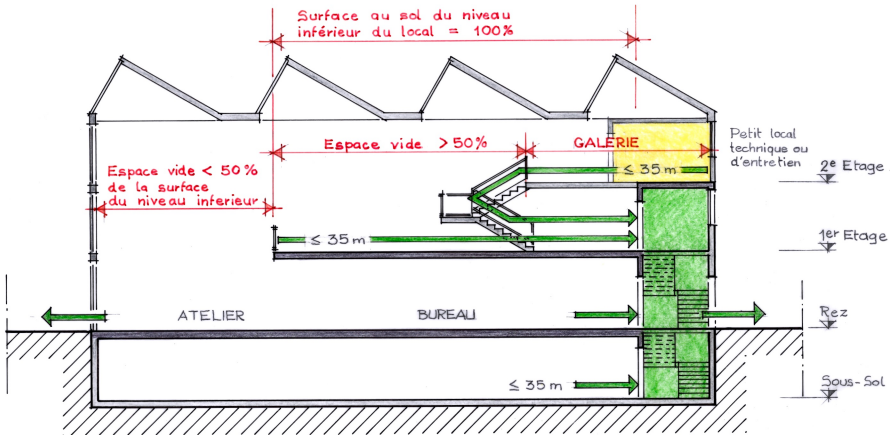 Surface au sol du niveau
inférieur du local = 100%
Espace vide > 50%
GALERIE
Petit local
technique ou
d'entretien
Espace vide < 50%
de la surface
du niveau inferieur
≤ 35 m
2e Etage
≤ 35 m
1er Etage
ATELIER
BUREAU
Rez
≤ 35 m
Sous-Sol